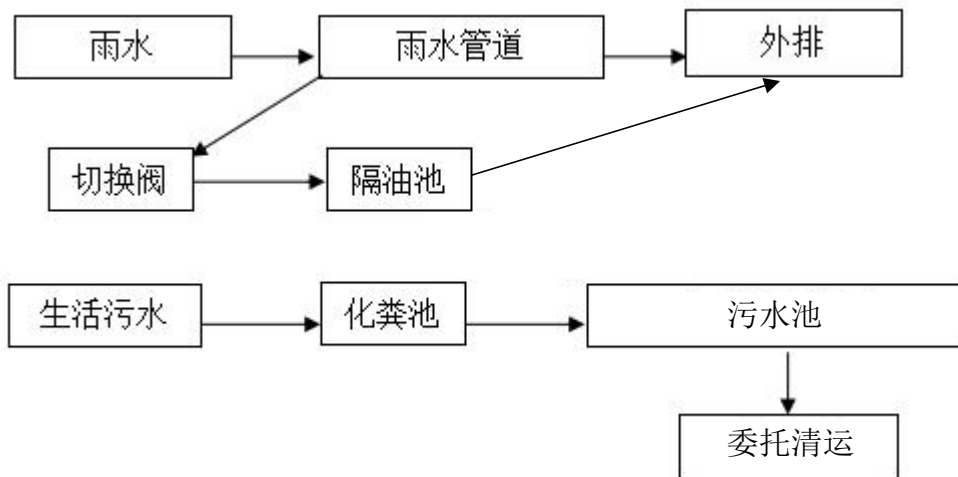 雨水
雨水管道
外排
切换阀
隔油池
生活污水
化粪池
污水池
委托清运